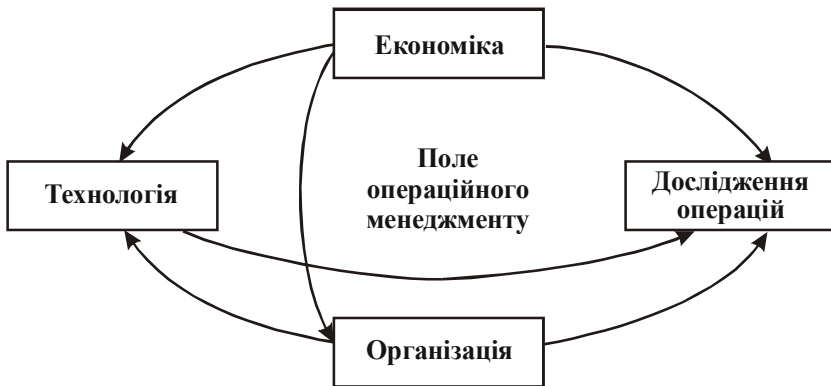 Економіка
Поле
операційного
менеджменту
Технологія
Дослідження
операцій
Організація